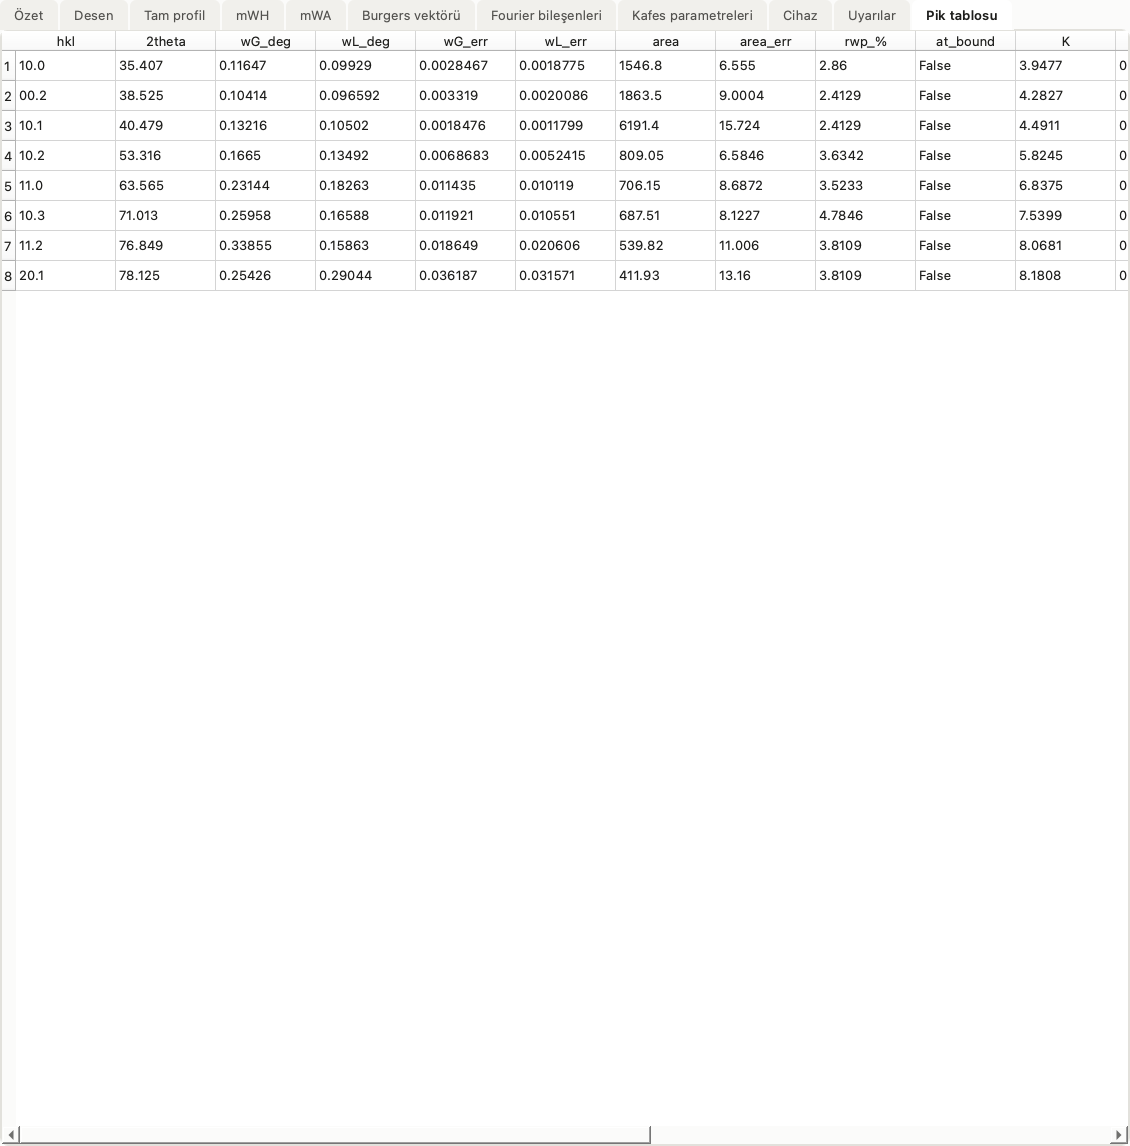 Özet Desen Tam profil mWH mWA Burgers vektörü Fourier bileşenleri Kafes parametreleri Cihaz Uyarılar Pik tablosu
hkl 2theta wG_deg wL_deg wG_err wL_err area area_err rwp_% at_bound K
1 10.0 35.407 0.11647 0.09929 0.0028467 0.0018775 1546.8 6.555 2.86 False 3.9477 0
2 00.2 38.525 0.10414 0.096592 0.003319 0.0020086 1863.5 9.0004 2.4129 False 4.2827 0
3 10.1 40.479 0.13216 0.10502 0.0018476 0.0011799 6191.4 15.724 2.4129 False 4.4911 0
4 10.2 53.316 0.1665 0.13492 0.0068683 0.0052415 809.05 6.5846 3.6342 False 5.8245 0
5 11.0 63.565 0.23144 0.18263 0.011435 0.010119 706.15 8.6872 3.5233 False 6.8375 0
6 10.3 71.013 0.25958 0.16588 0.011921 0.010551 687.51 8.1227 4.7846 False 7.5399 0
7 11.2 76.849 0.33855 0.15863 0.018649 0.020606 539.82 11.006 3.8109 False 8.0681 0
8 20.1 78.125 0.25426 0.29044 0.036187 0.031571 411.93 13.16 3.8109 False 8.1808 0